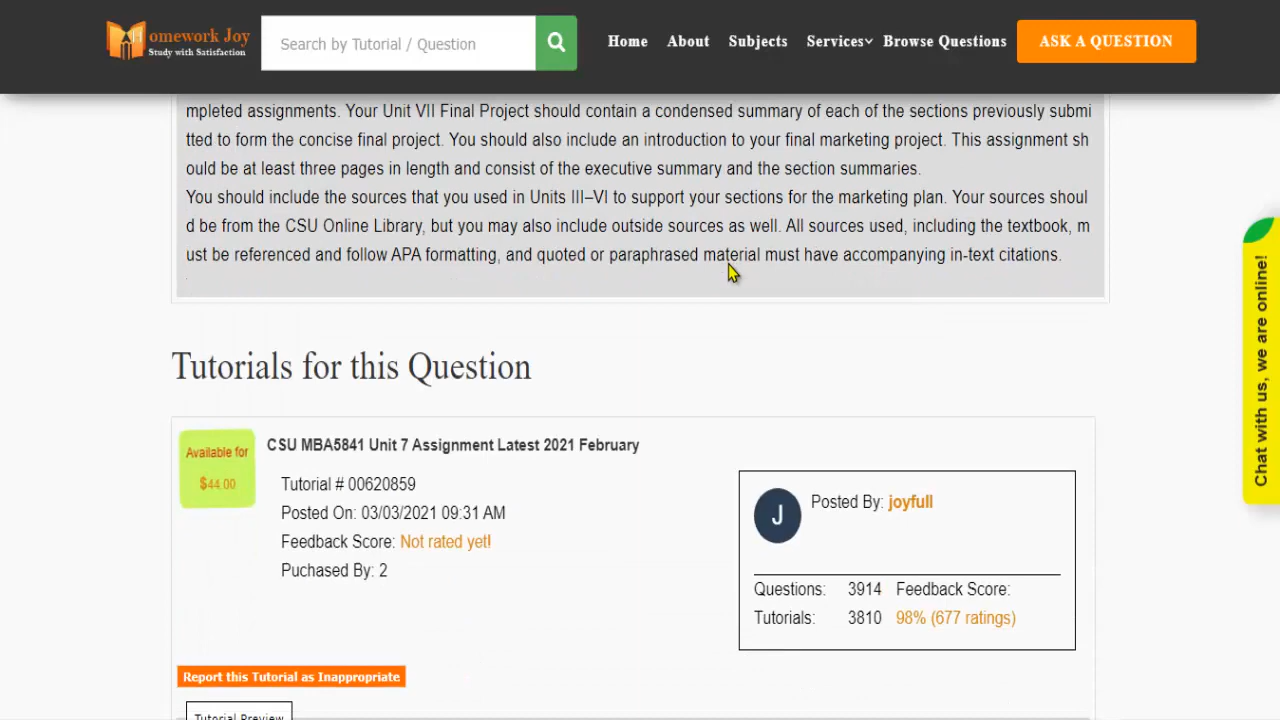 omework Joy
Study with Satisfaction
Search by Tutorial / Question
Home About Subjects Services Browse Questions ASK A QUESTION
mpleted assignments. Your Unit VII Final Project should contain a condensed summary of each of the sections previously submi
tted to form the concise final project. You should also include an introduction to your final marketing project. This assignment sh
ould be at least three pages in length and consist of the executive summary and the section summaries.
You should include the sources that you used in Units III–VI to support your sections for the marketing plan. Your sources shoul
d be from the CSU Online Library, but you may also include outside sources as well. All sources used, including the textbook, m
ust be referenced and follow APA formatting, and quoted or paraphrased material must have accompanying in-text citations.
Chat with us, we are online!
Tutorials for this Question
Available for
$44.00
CSU MBA5841 Unit 7 Assignment Latest 2021 February
Tutorial # 00620859
Posted On: 03/03/2021 09:31 AM
Feedback Score: Not rated yet!
Puchased By: 2
J
Posted By: joyfull
Questions: 3914 Feedback Score:
Tutorials: 3810 98% (677 ratings)
Report this Tutorial as Inappropriate
Tutorial Preview